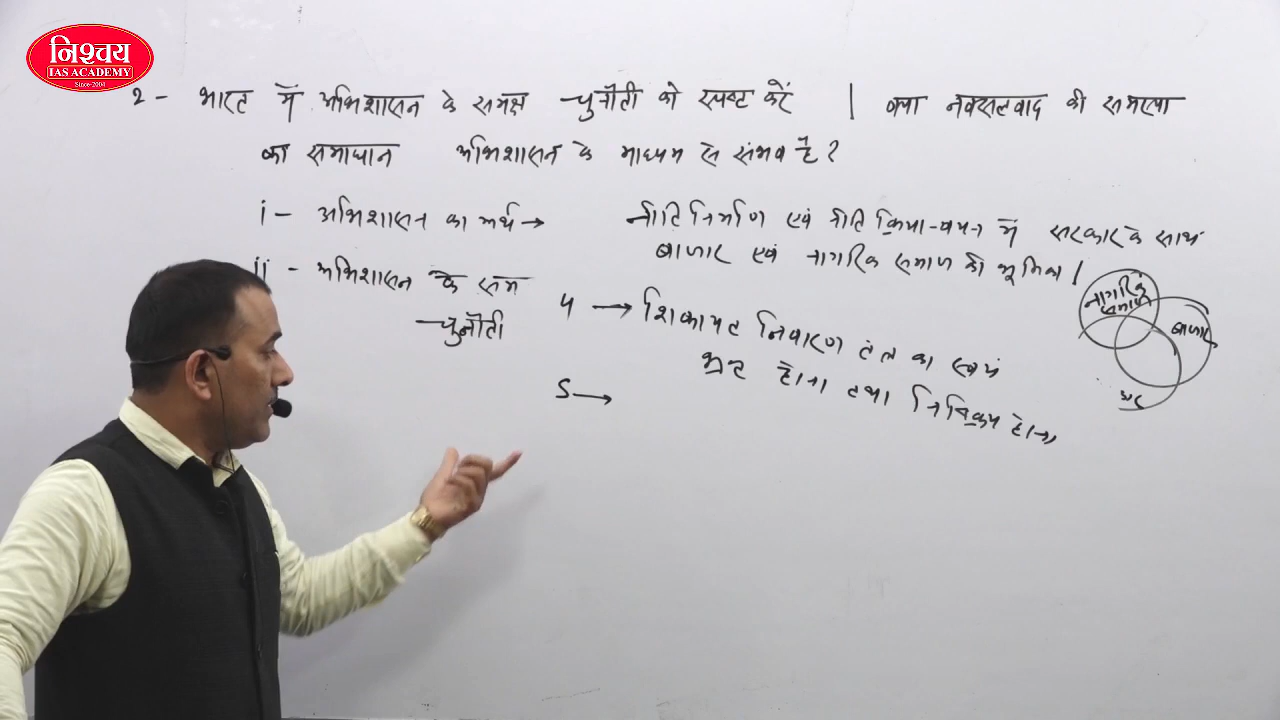 निश्चय
IAS ACADEMY
Since-2004
२- भारत में अभिशासन के समक्ष चुनौती को स्पष्ट करें । क्या नक्सलवाद की समस्या
का समाधान अभिशासन के माध्यम से संभव है?
i - अभिशासन का अर्थ → नीति निर्माण एवं नीति क्रियान्वयन में सरकार के साथ
बाजार एवं नागरिक समाज की भूमिका ।
ii - अभिशासन के सम
चुनौती
नागरिक
समाज
बाजार
4 → शिकायत निवारण तंत्र का स्वयं
भ्रष्ट होना तथा निष्क्रिय होना
5 →